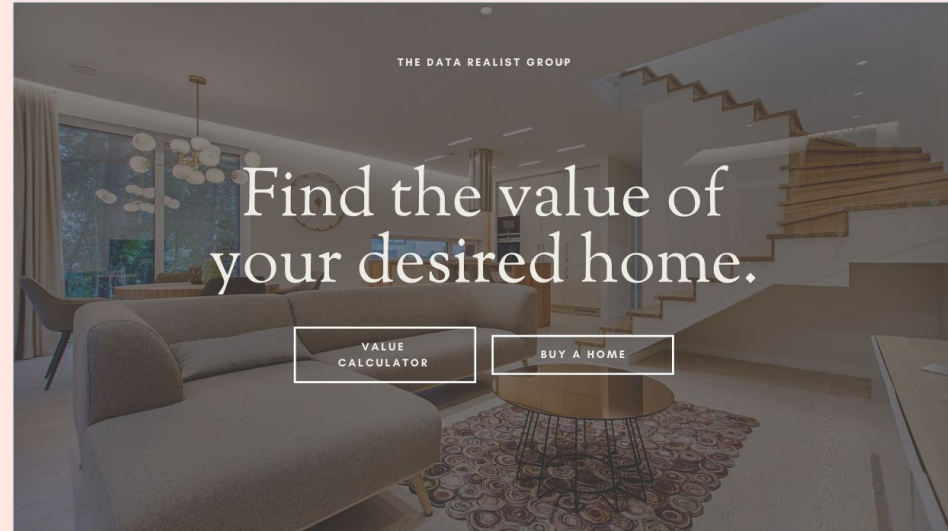 THE DATA REALIST GROUP
Find the value of
your desired home.
VALUE
CALCULATOR
BUY A HOME